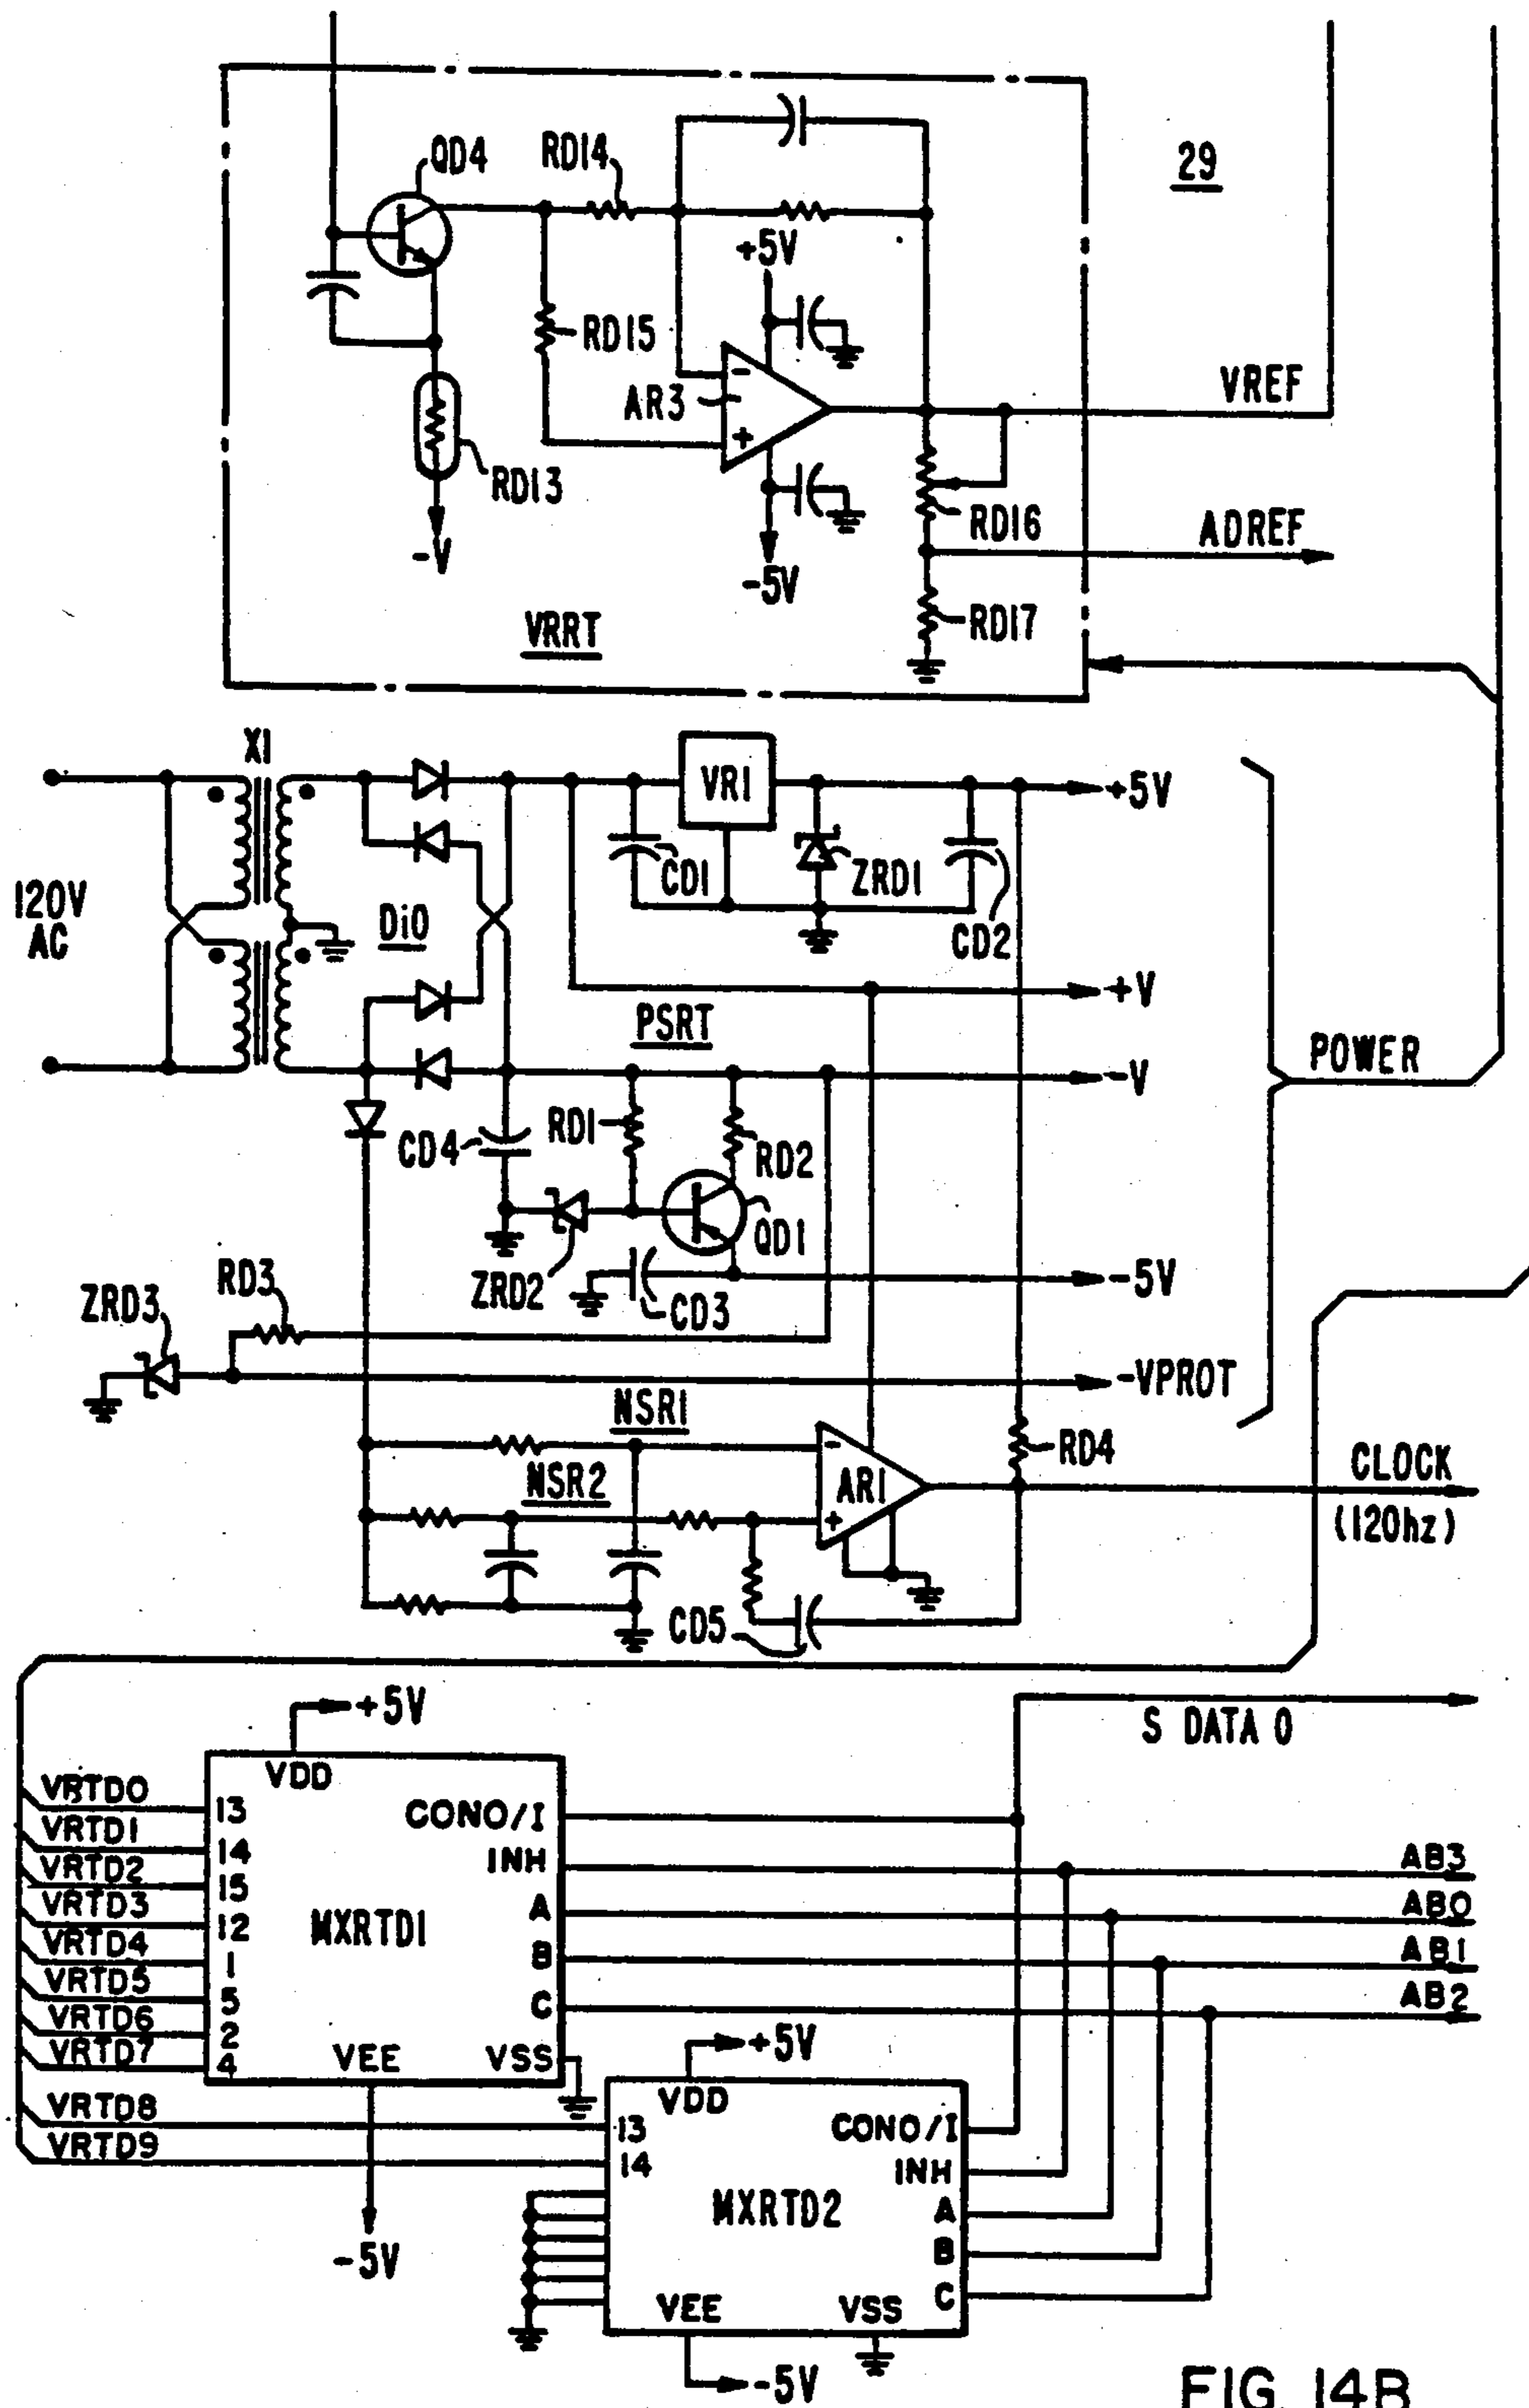 QD4
RD14
29
+5V
RD15
AR3
-
+
VREF
RD13
RD16
ADREF
-V
-5V
RD17
VRRT
X1
VR1
+5V
CD1
ZRD1
CD2
120V
AC
Di0
+V
PSRT
POWER
-V
RD1
CD4
RD2
QD1
ZRD2
-5V
CD3
RD3
ZRD3
-VPROT
NSR1
RD4
-
AR1
+
CLOCK
(120hz)
NSR2
CD5
+5V
S DATA 0
VDD
VRTD0
13
CONO/I
VRTD1
14
INH
AB3
VRTD2
15
VRTD3
12
MXRTD1
A
AB0
VRTD4
1
B
AB1
VRTD5
5
C
AB2
VRTD6
2
VRTD7
4
VEE
VSS
+5V
VDD
VRTD8
13
CONO/I
VRTD9
14
INH
MXRTD2
A
-5V
B
C
VEE
VSS
-5V
FIG. 14B